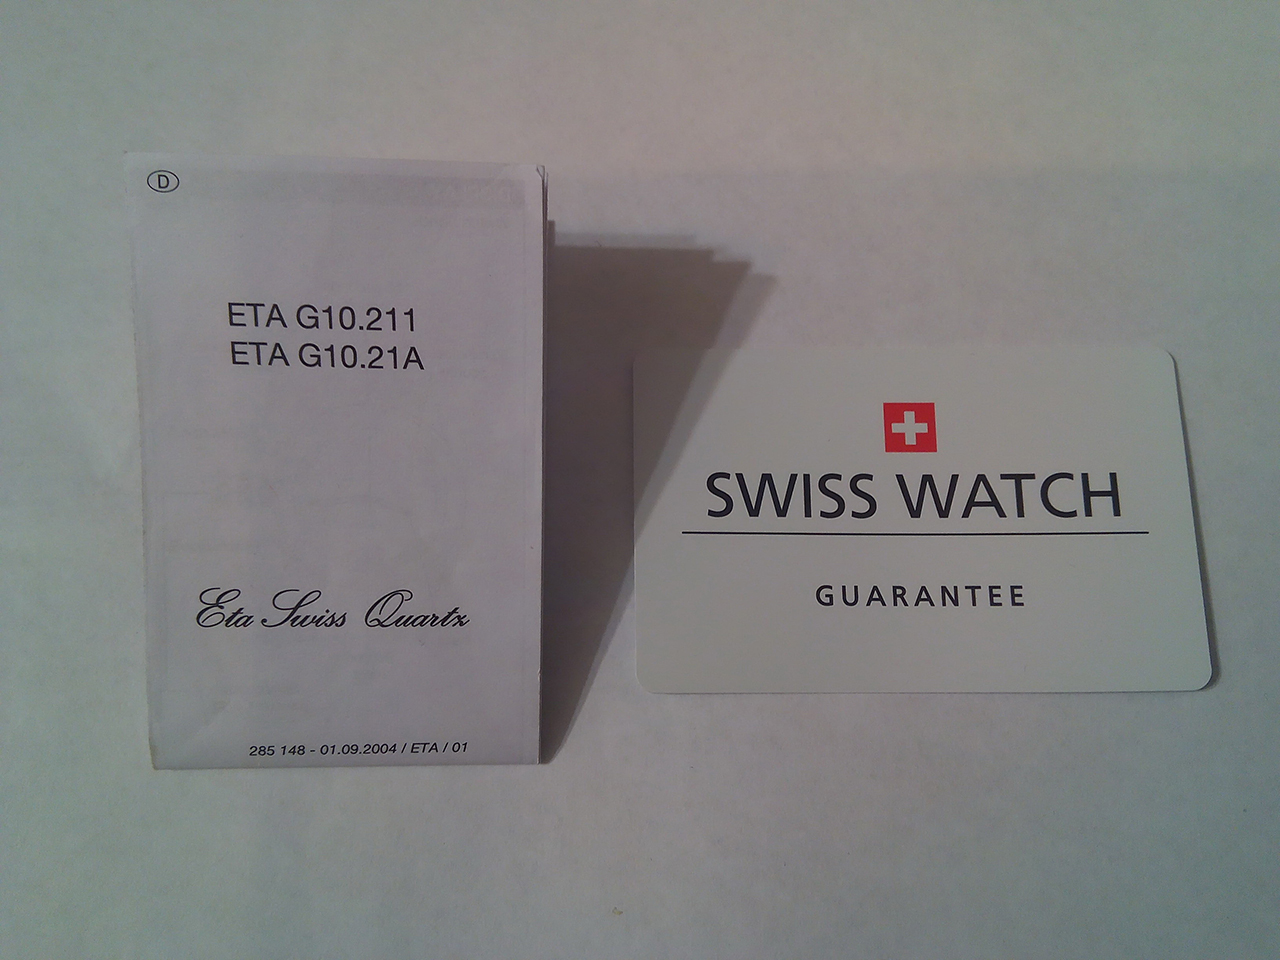 D
ETA G10.211
ETA G10.21A
Eta Swiss Quartz
285 148 - 01.09.2004 / ETA / 01
SWISS WATCH
GUARANTEE